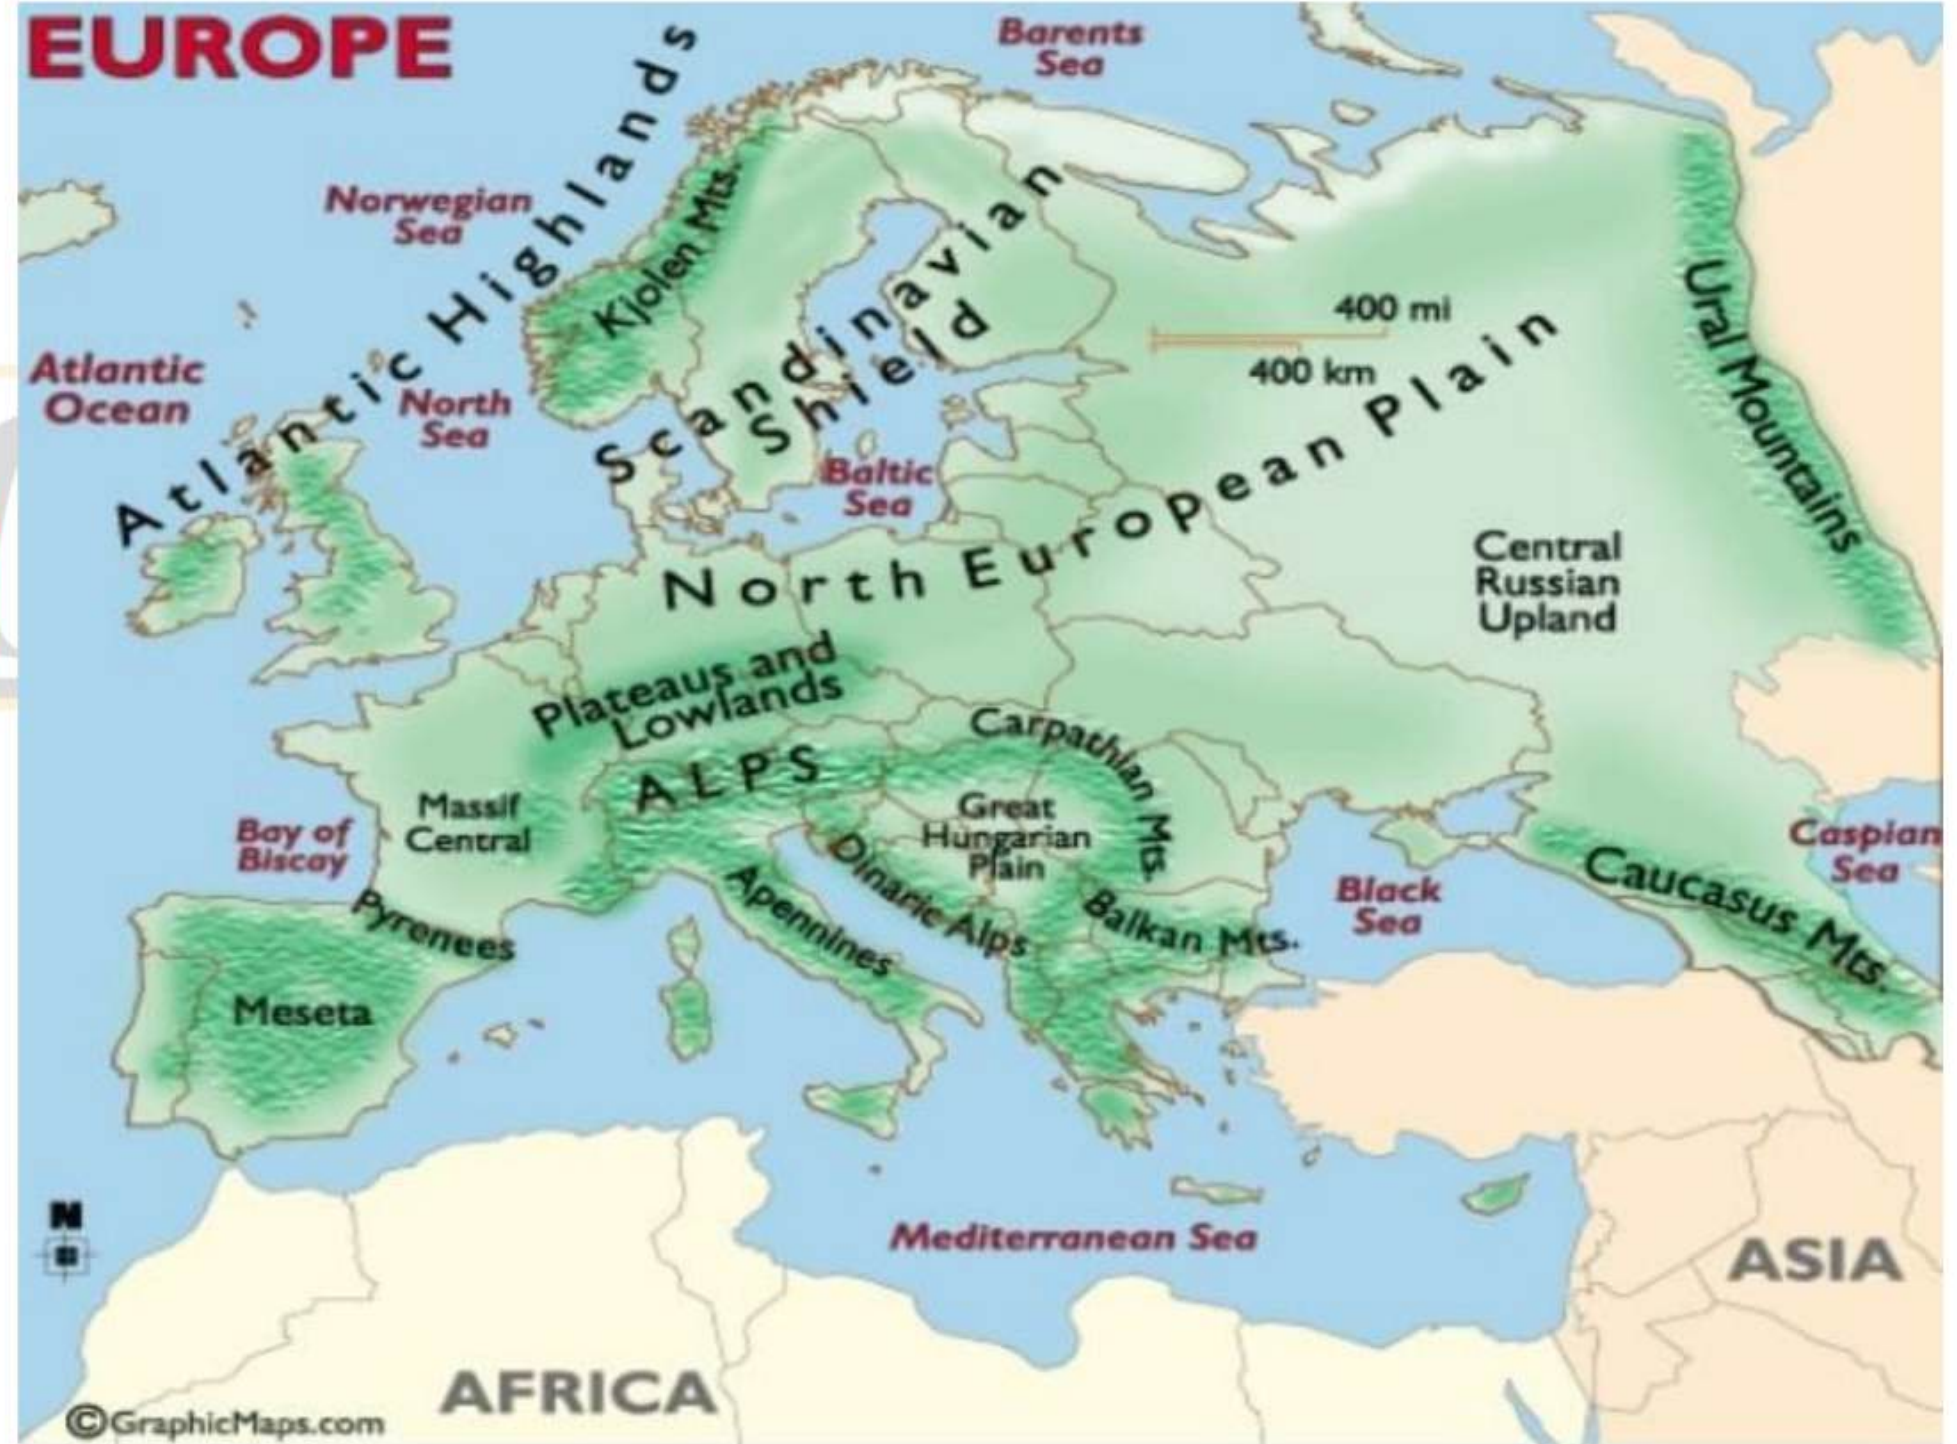 EUROPE
Barents
Sea
Atlantic Highlands
Norwegian
Sea
Kjolen Mts.
Scandinavian
Shield
400 mi
400 km
Ural Mountains
Atlantic
Ocean
North
Sea
Baltic
Sea
North European Plain
Central
Russian
Upland
Plateaus and
Lowlands
ALPS
Carpathian Mts.
Massif
Central
Great
Hungarian
Plain
Bay of
Biscay
Caspian
Sea
Dinaric Alps
Apennines
Pyrenees
Balkan Mts.
Black
Sea
Caucasus Mts.
Meseta
N
Mediterranean Sea
ASIA
AFRICA
©GraphicMaps.com